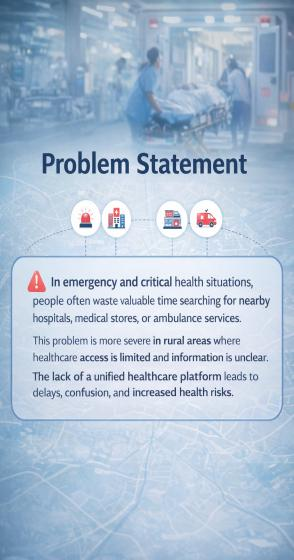 Problem Statement
In emergency and critical health situations,
people often waste valuable time searching for nearby
hospitals, medical stores, or ambulance services.
This problem is more severe in rural areas where
healthcare access is limited and information is unclear.
The lack of a unified healthcare platform leads to
delays, confusion, and increased health risks.